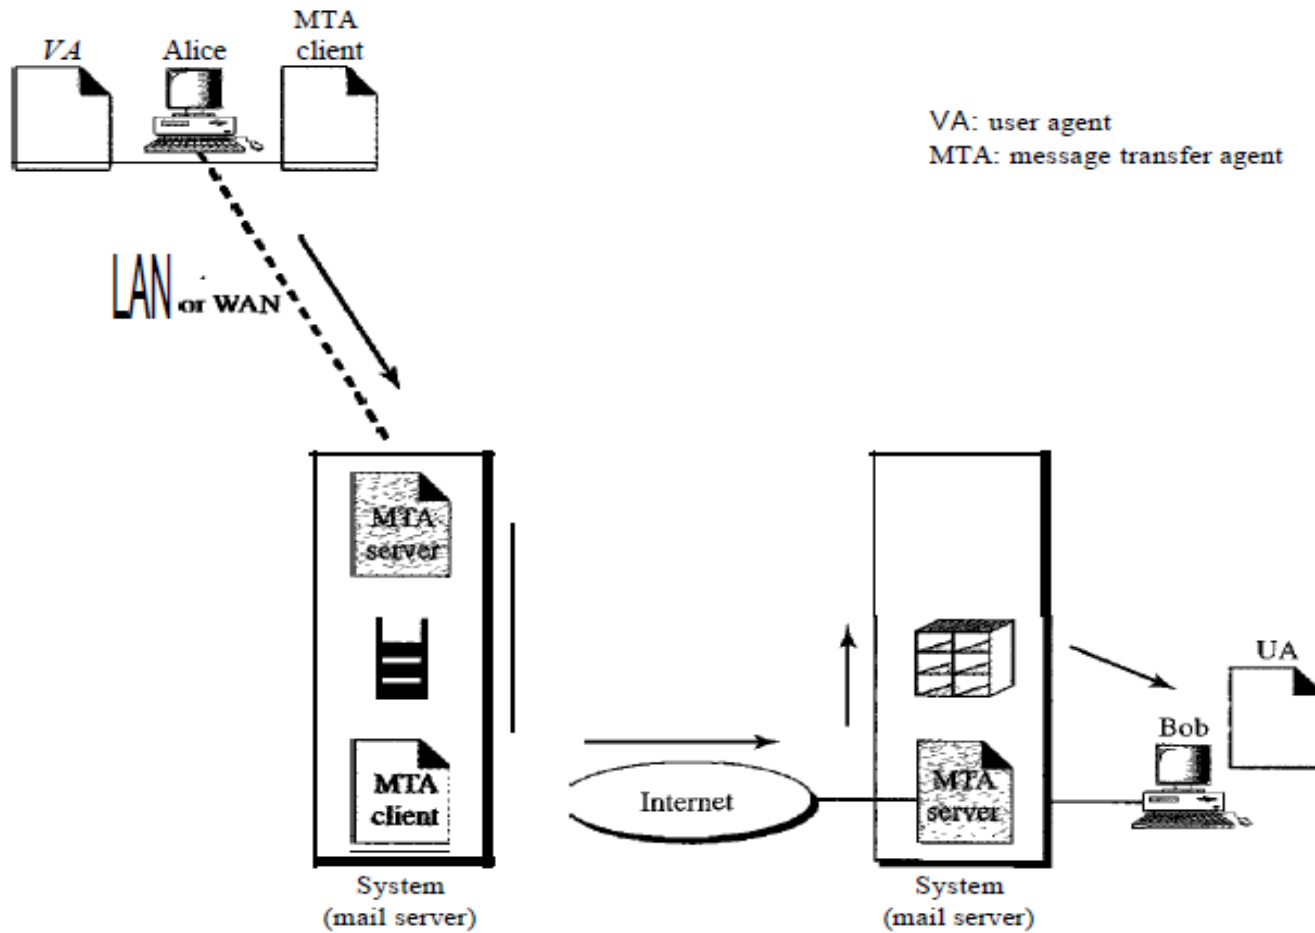 VA
Alice
MTA
client
VA: user agent
MTA: message transfer agent
LAN or WAN
MTA
server
MTA
client
System
(mail server)
Internet
MTA
server
System
(mail server)
Bob
UA